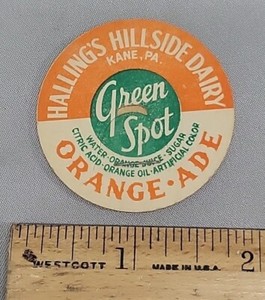 HALLING'S HILLSIDE DAIRY
KANE, PA.
Green
Spot
WATER · ORANGE JUICE · SUGAR
CITRIC ACID · ORANGE OIL · ARTIFICIAL COLOR
ORANGE · ADE
1 2
WESTCOTT MADE IN U.S.A.